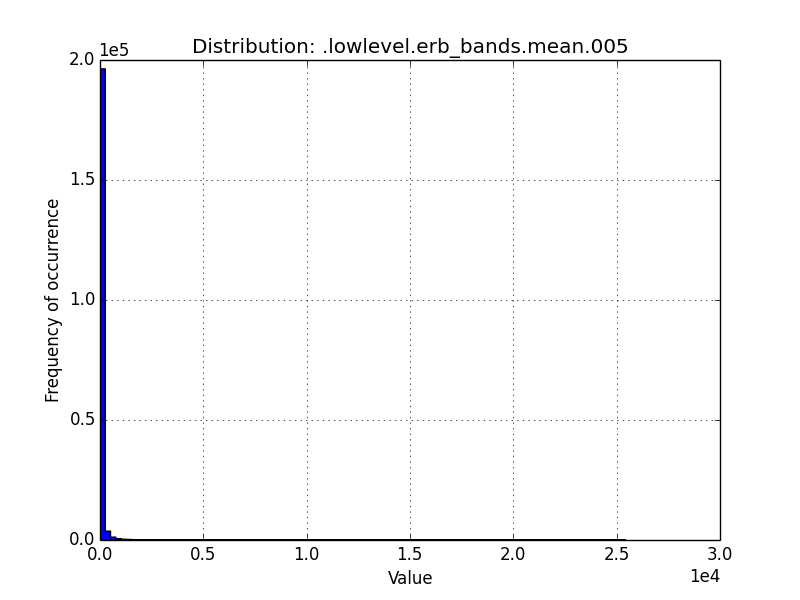 Distribution: .lowlevel.erb_bands.mean.005
1e5
2.0
1.5
1.0
0.5
0.0
Frequency of occurrence
0.0 0.5 1.0 1.5 2.0 2.5 3.0
1e4
Value